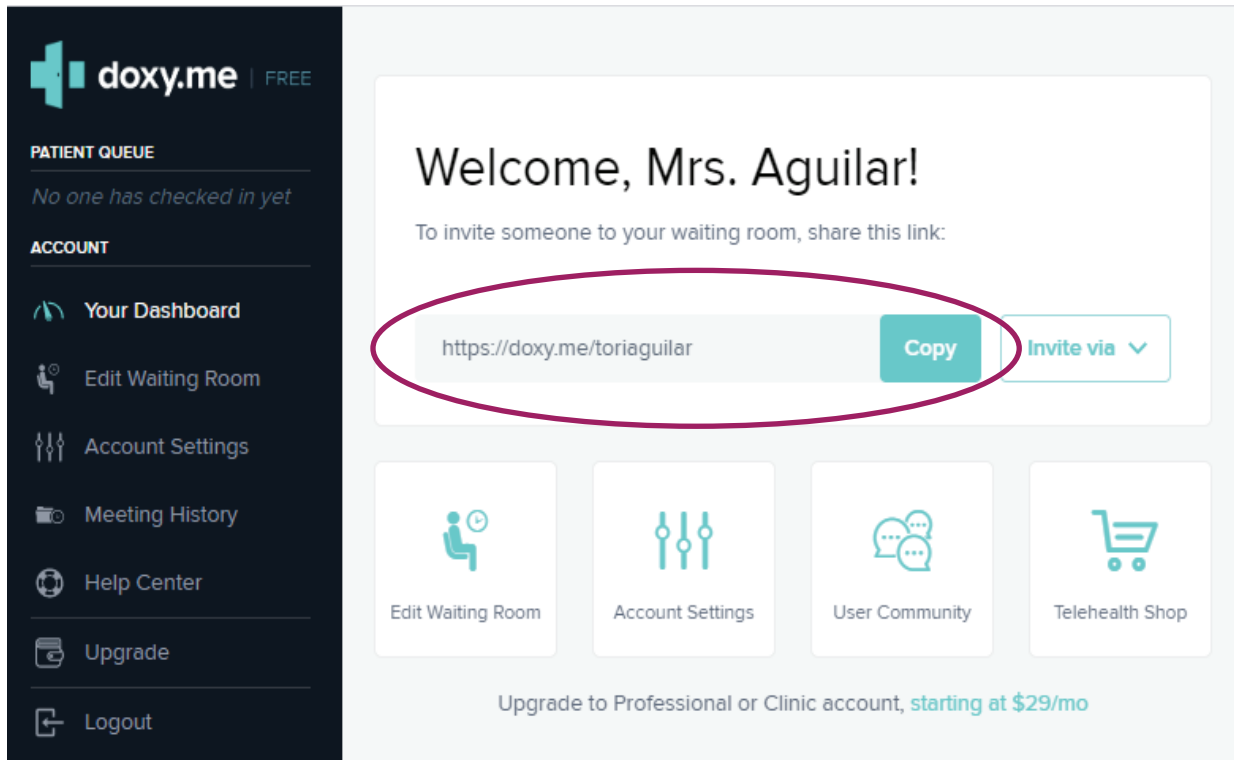 doxy.me | FREE
PATIENT QUEUE
No one has checked in yet
ACCOUNT
Your Dashboard
Edit Waiting Room
Account Settings
Meeting History
Help Center
Upgrade
Logout
Welcome, Mrs. Aguilar!
To invite someone to your waiting room, share this link:
https://doxy.me/toriaguilar Copy Invite via
Edit Waiting Room Account Settings User Community Telehealth Shop
Upgrade to Professional or Clinic account, starting at $29/mo